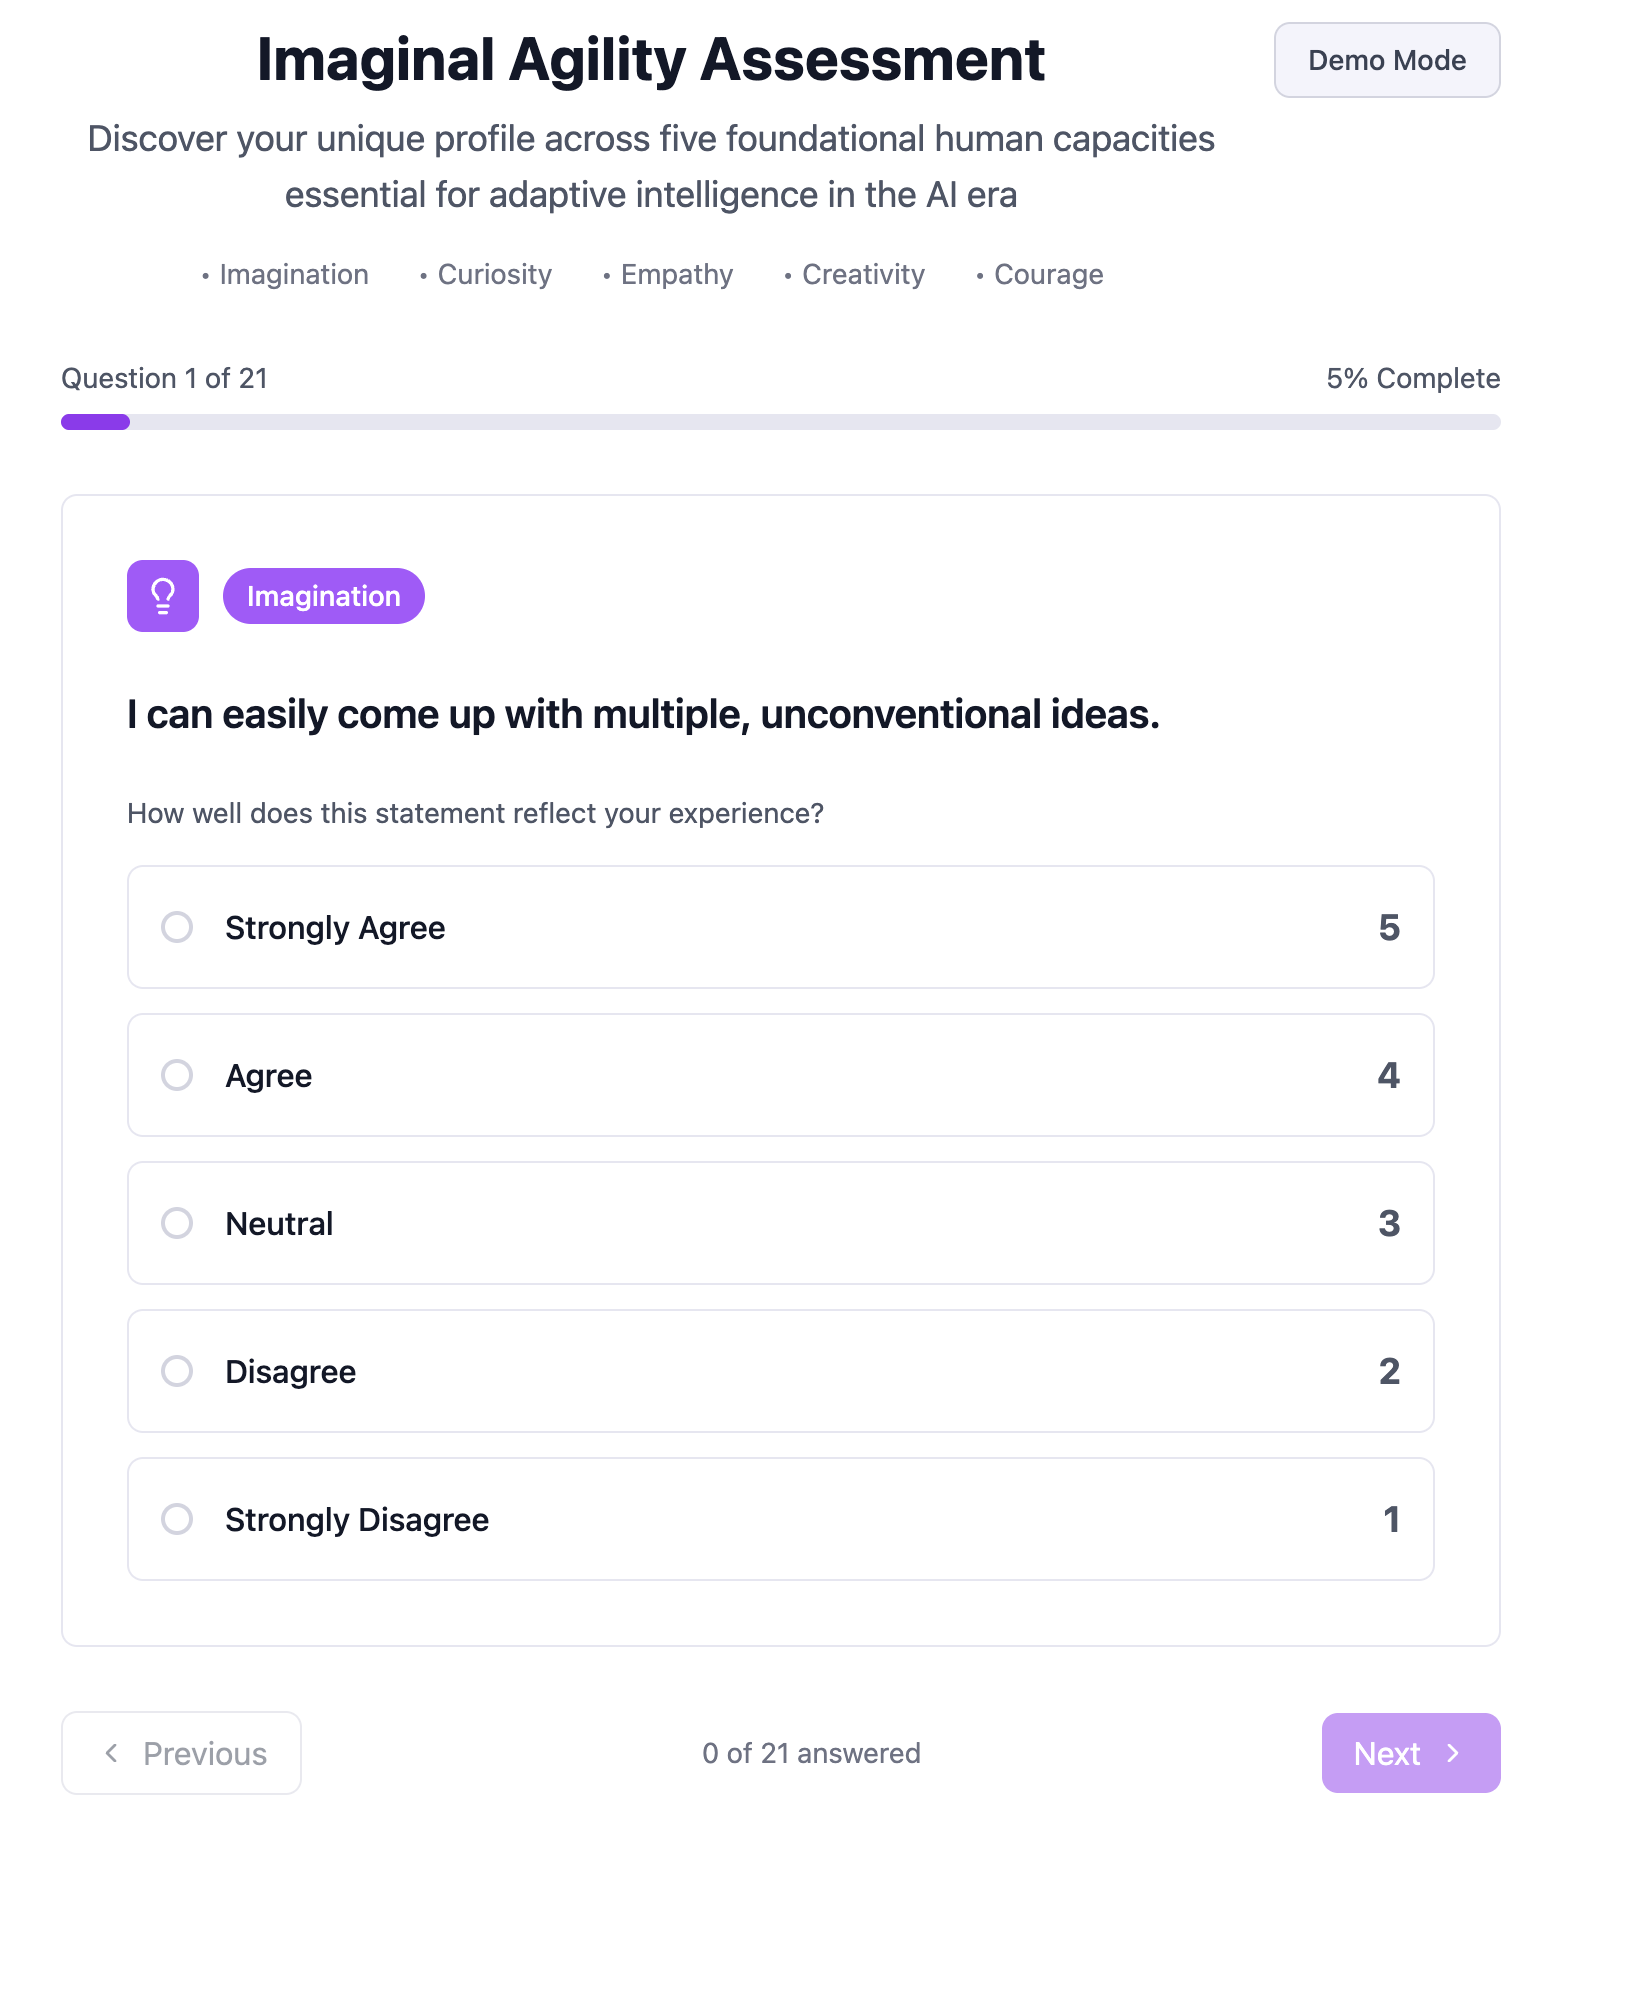 Imaginal Agility Assessment
Demo Mode
Discover your unique profile across five foundational human capacities
essential for adaptive intelligence in the AI era
• Imagination • Curiosity • Empathy • Creativity • Courage
Question 1 of 21
5% Complete
Imagination
I can easily come up with multiple, unconventional ideas.
How well does this statement reflect your experience?
Strongly Agree 5
Agree 4
Neutral 3
Disagree 2
Strongly Disagree 1
Previous
0 of 21 answered
Next